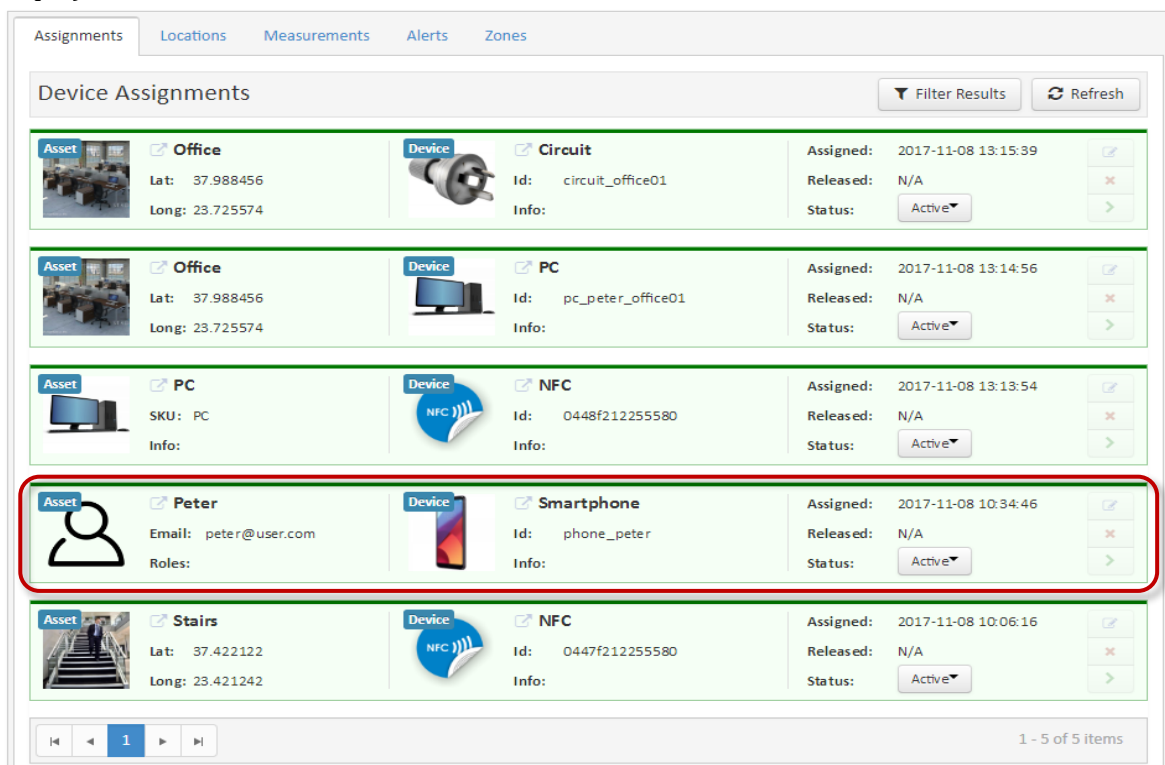 Assignments Locations Measurements Alerts Zones
Device Assignments Filter Results Refresh
Asset Office Device Circuit Assigned: 2017-11-08 13:15:39
Lat: 37.988456 Id: circuit_office01 Released: N/A
Long: 23.725574 Info: Status: Active
Asset Office Device PC Assigned: 2017-11-08 13:14:56
Lat: 37.988456 Id: pc_peter_office01 Released: N/A
Long: 23.725574 Info: Status: Active
Asset PC Device NFC Assigned: 2017-11-08 13:13:54
SKU: PC NFC Id: 0448f212255580 Released: N/A
Info: Info: Status: Active
Asset Peter Device Smartphone Assigned: 2017-11-08 10:34:46
Email: peter@user.com Id: phone_peter Released: N/A
Roles: Info: Status: Active
Asset Stairs Device NFC Assigned: 2017-11-08 10:06:16
Lat: 37.422122 NFC Id: 0447f212255580 Released: N/A
Long: 23.421242 Info: Status: Active
1 1 - 5 of 5 items